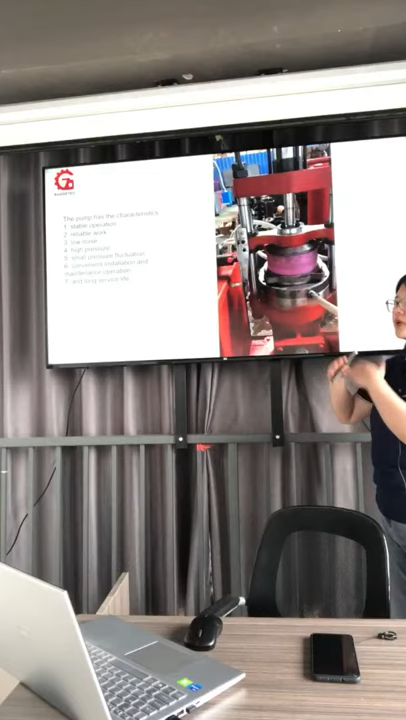 The pump has the characteristics
1 stable operation
2 reliable work
3 low noise
4 high pressure
5 small pressure fluctuation
6 convenient installation and
maintenance operation
7 and long service life